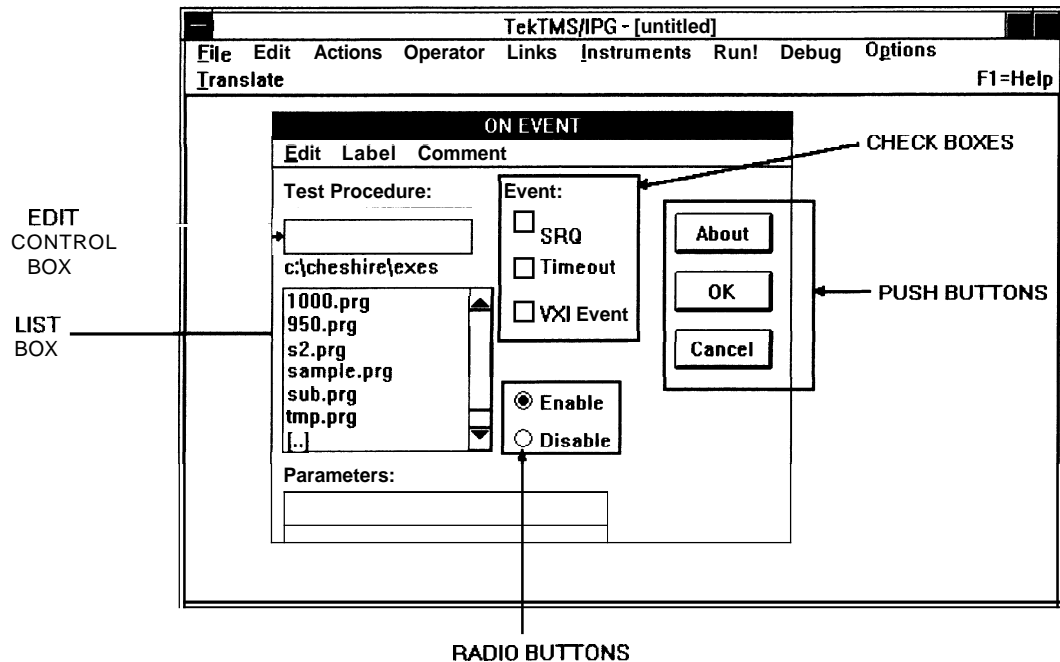 TekTMS/IPG - [untitled]
File Edit Actions Operator Links Instruments Run! Debug Options
Translate F1=Help
ON EVENT
Edit Label Comment
CHECK BOXES
Test Procedure:
Event:
EDIT
CONTROL
BOX
SRQ
About
c:\cheshire\exes
Timeout
1000.prg
950.prg
s2.prg
sample.prg
sub.prg
tmp.prg
[..]
VXI Event
OK
PUSH BUTTONS
LIST
BOX
Cancel
Enable
Disable
Parameters:
RADIO BUTTONS